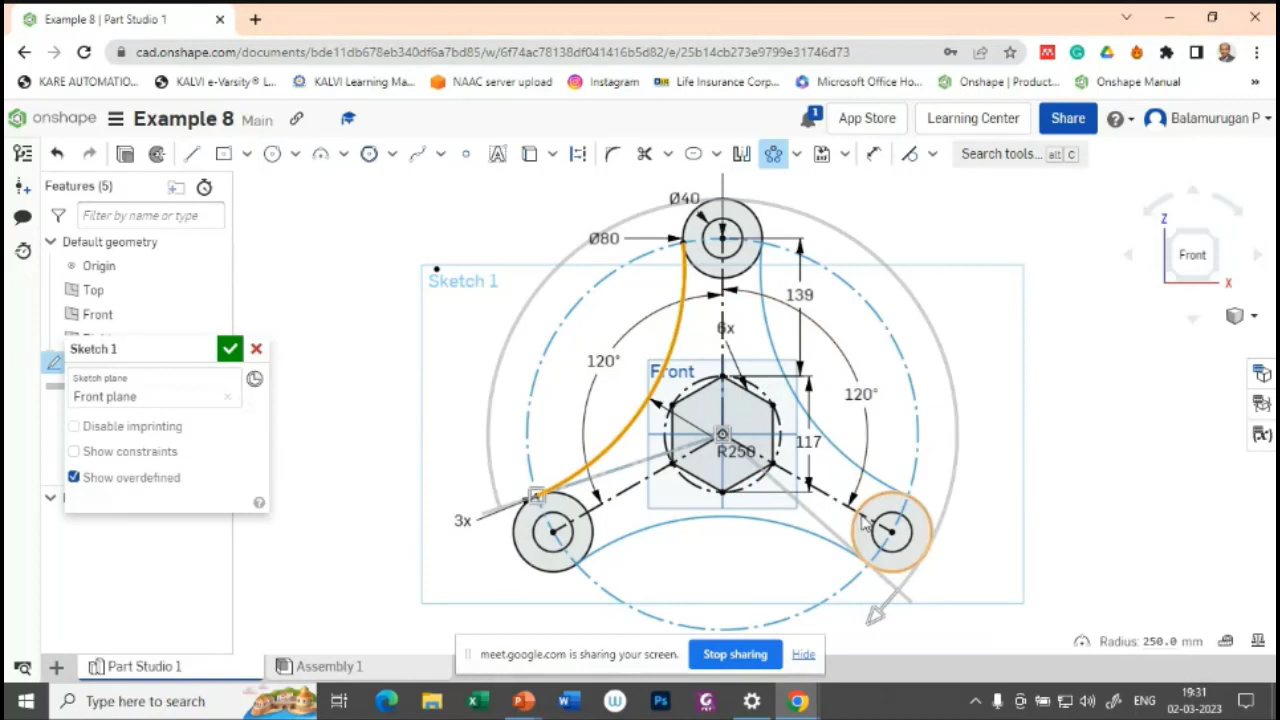 Example 8 | Part Studio 1
cad.onshape.com/documents/bde11db678eb340df6a7bd85/w/6f74ac78138df041416b5d82/e/25b14cb273e9799e31746d73
KARE AUTOMATIO...
KALVI e-Varsity® L...
KALVI Learning Ma...
NAAC server upload
Instagram
Life Insurance Corp...
Microsoft Office Ho...
Onshape | Product...
Onshape Manual
»
onshape
Example 8
Main
1
App Store
Learning Center
Share
Balamurugan P
Search tools... alt C
Features (5)
Filter by name or type
Default geometry
Origin
Top
Front
Sketch 1
Sketch plane
Front plane
Disable imprinting
Show constraints
Show overdefined
Sketch 1
Ø40
Ø80
139
6x
120°
Front
120°
117
R250
3x
Z
Front
X
Radius: 250.0 mm
Part Studio 1
Assembly 1
meet.google.com is sharing your screen.
Stop sharing
Hide
Type here to search
ENG
19:31
02-03-2023